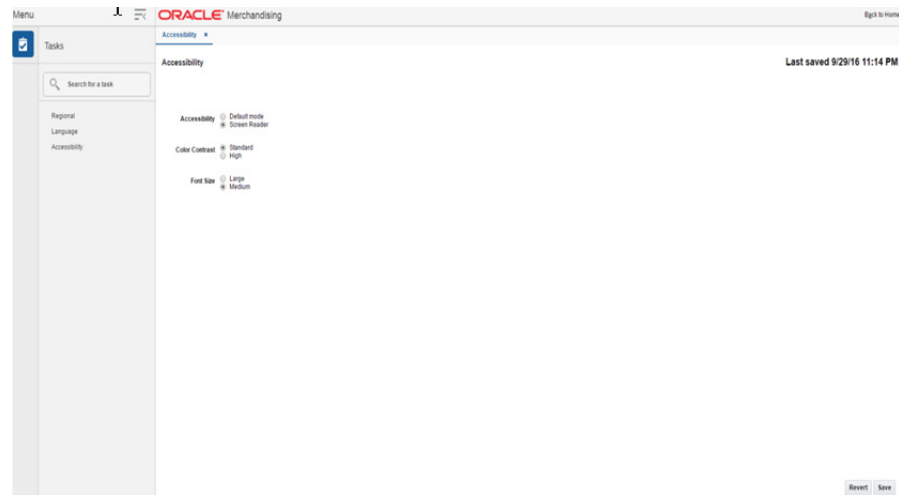 Menu
ORACLE Merchandising
Back to Home
Tasks
Search for a task
Regional
Language
Accessibility
Accessibility ×
Accessibility
Last saved 9/29/16 11:14 PM
Accessibility
Default mode
Screen Reader
Color Contrast
Standard
High
Font Size
Large
Medium
Revert Save